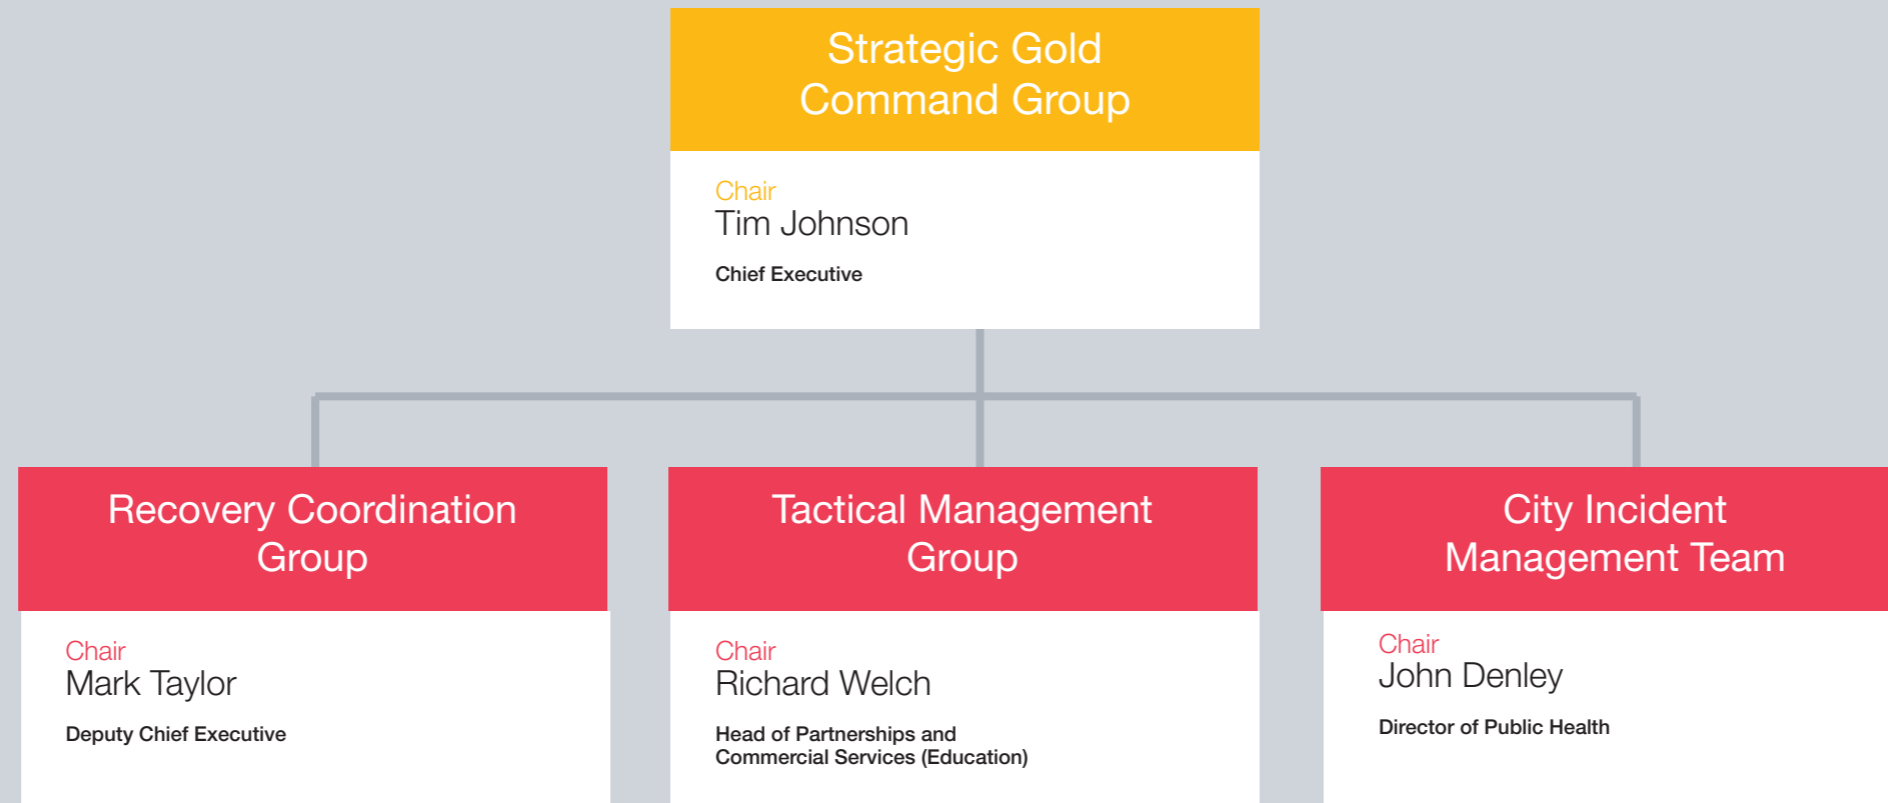 Strategic Gold
Command Group
Chair
Tim Johnson
Chief Executive
Recovery Coordination
Group
Chair
Mark Taylor
Deputy Chief Executive
Tactical Management
Group
Chair
Richard Welch
Head of Partnerships and
Commercial Services (Education)
City Incident
Management Team
Chair
John Denley
Director of Public Health